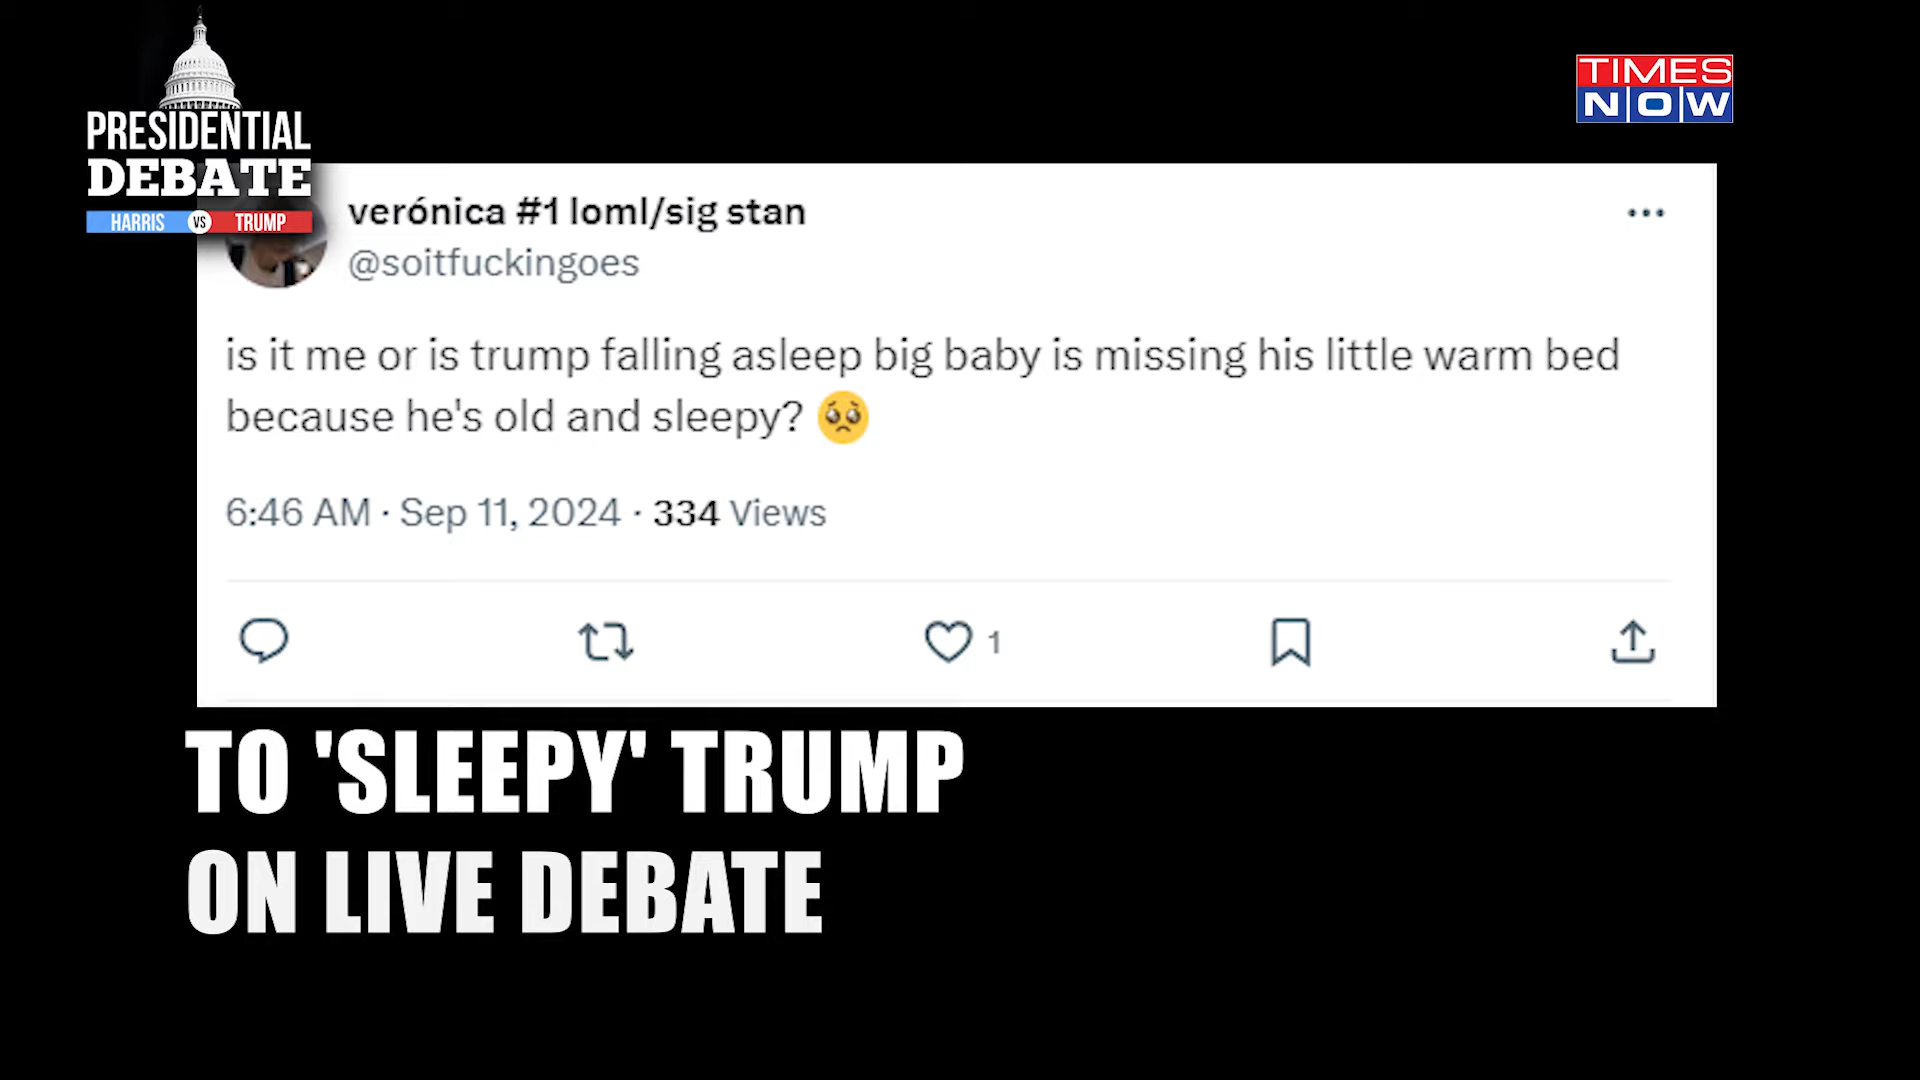 PRESIDENTIAL
DEBATE
HARRIS VS TRUMP
TIMES
NOW
verónica #1 loml/sig stan
@soitfuckingoes
is it me or is trump falling asleep big baby is missing his little warm bed
because he's old and sleepy? 🥺
6:46 AM · Sep 11, 2024 · 334 Views
1
TO 'SLEEPY' TRUMP
ON LIVE DEBATE